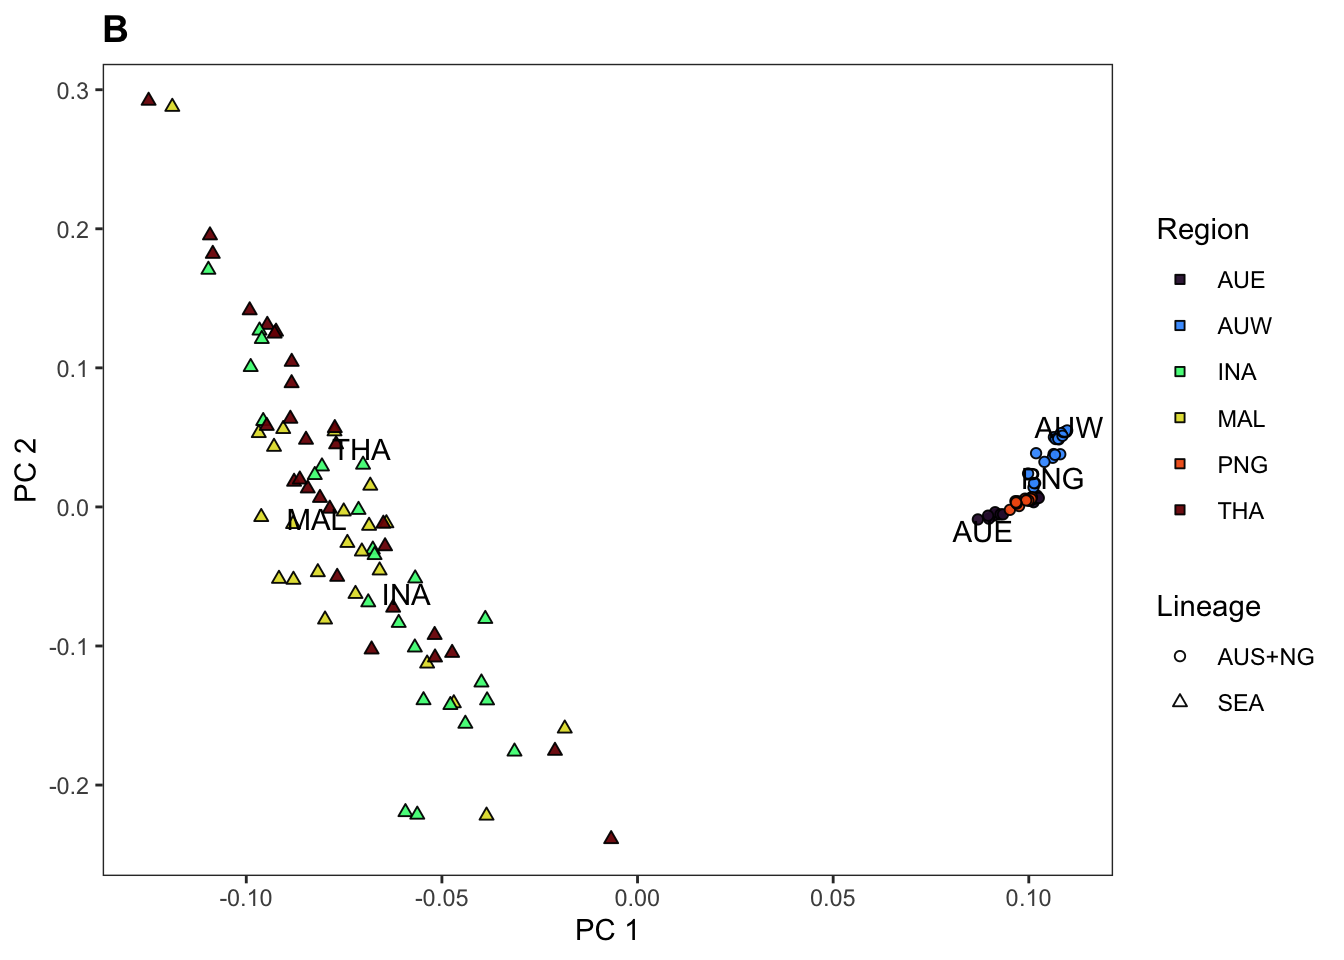 B
0.3
0.2
0.1
0.0
-0.1
-0.2
PC 2
THA
MAL
INA
AUW
PNG
AUE
-0.10
-0.05
0.00
0.05
0.10
PC 1
Region
AUE
AUW
INA
MAL
PNG
THA
Lineage
AUS+NG
SEA